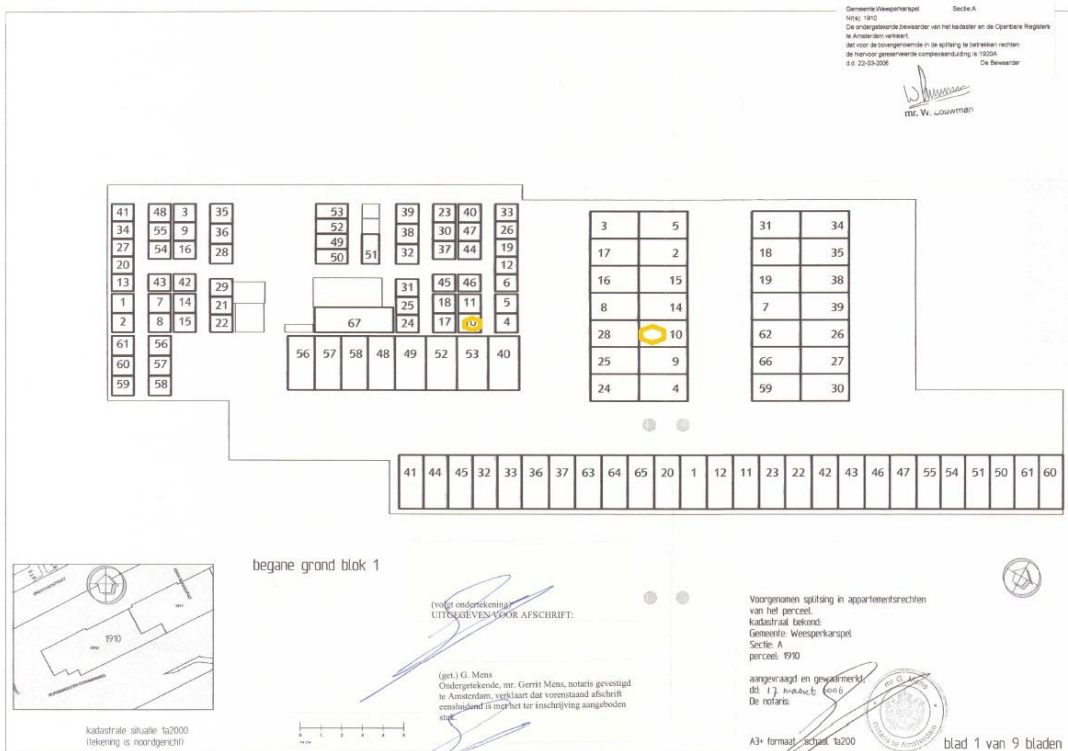 Gemeente:Weesperkarspel Sectie:A
Nr(s): 1910
De ondergetekende,bewaarder van het kadaster en de Openbare Registers
te Amsterdam verklaert,
dat voor de bovengenoemde in de splitsing te betrekken rechten
de hiervoor gereserveerde complexaanduiding is:1920A
d.d. 22-03-2006 De Bewaarder
mr. W. Louwman
41 48 3 35 53 39 23 40 33
34 55 9 36 52 38 30 47 26
27 54 16 28 49 51 32 37 44 19
20 50 12
13 43 42 29 31 45 46 6
1 7 14 21 25 18 11 5
2 8 15 22 67 24 17 4
61 56
60 57
59 58
56 57 58 48 49 52 53 40
3 5 31 34
17 2 18 35
16 15 19 38
8 14 7 39
28 10 62 26
25 9 66 27
24 4 59 30
41 44 45 32 33 36 37 63 64 65 20 1 12 11 23 22 42 43 46 47 55 54 51 50 61 60
begane grond blok 1
1910
kadastrale situatie 1a2000
(tekening is noordgericht)
(volgt ondertekening)
UITGEGEVEN VOOR AFSCHRIFT:
(get.) G. Mens
Ondergetekende, mr. Gerrit Mens, notaris gevestigd
te Amsterdam, verklaart dat vorenstaand afschrift
eensluidend is met het ter inschrijving aangeboden
stuk.
Voorgenomen splitsing in appartementsrechten
van het perceel,
kadastraal bekend:
Gemeente: Weesperkarspel
Sectie: A
perceel: 1910
aangevraagd en gewaarmerkt,
dd: 17 maart 2006
De notaris:
mr G. Mens
notaris te Amsterdam
A3+ formaat schaal 1a200
blad 1 van 9 bladen